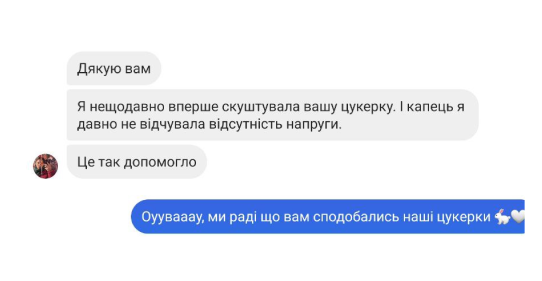 Дякую вам
Я нещодавно вперше скуштувала вашу цукерку. І капець я
давно не відчувала відсутність напруги.
Це так допомогло
Оуувааау, ми раді що вам сподобались наші цукерки 🐇🤍